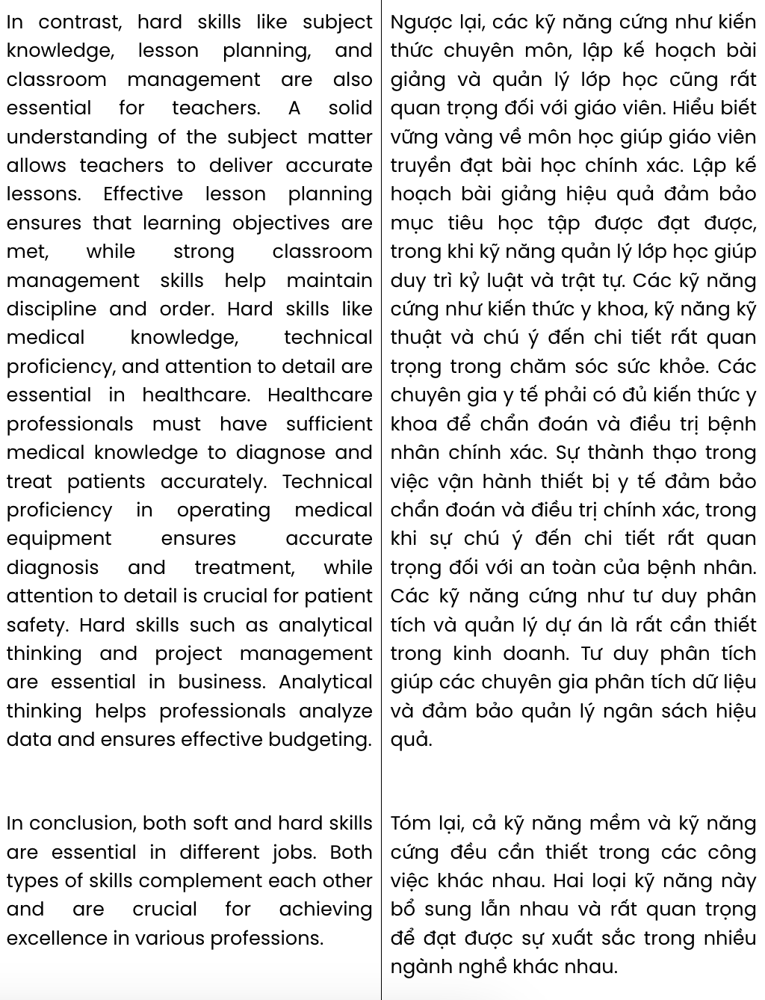 In contrast, hard skills like subject
knowledge, lesson planning, and
classroom management are also
essential for teachers. A solid
understanding of the subject matter
allows teachers to deliver accurate
lessons. Effective lesson planning
ensures that learning objectives are
met, while strong classroom
management skills help maintain
discipline and order. Hard skills like
medical knowledge, technical
proficiency, and attention to detail are
essential in healthcare. Healthcare
professionals must have sufficient
medical knowledge to diagnose and
treat patients accurately. Technical
proficiency in operating medical
equipment ensures accurate
diagnosis and treatment, while
attention to detail is crucial for patient
safety. Hard skills such as analytical
thinking and project management
are essential in business. Analytical
thinking helps professionals analyze
data and ensures effective budgeting.
In conclusion, both soft and hard skills
are essential in different jobs. Both
types of skills complement each other
and are crucial for achieving
excellence in various professions.
Ngược lại, các kỹ năng cứng như kiến
thức chuyên môn, lập kế hoạch bài
giảng và quản lý lớp học cũng rất
quan trọng đối với giáo viên. Hiểu biết
vững vàng về môn học giúp giáo viên
truyền đạt bài học chính xác. Lập kế
hoạch bài giảng hiệu quả đảm bảo
mục tiêu học tập được đạt được,
trong khi kỹ năng quản lý lớp học giúp
duy trì kỷ luật và trật tự. Các kỹ năng
cứng như kiến thức y khoa, kỹ năng kỹ
thuật và chú ý đến chi tiết rất quan
trọng trong chăm sóc sức khỏe. Các
chuyên gia y tế phải có đủ kiến thức y
khoa để chẩn đoán và điều trị bệnh
nhân chính xác. Sự thành thạo trong
việc vận hành thiết bị y tế đảm bảo
chẩn đoán và điều trị chính xác, trong
khi sự chú ý đến chi tiết rất quan
trọng đối với an toàn của bệnh nhân.
Các kỹ năng cứng như tư duy phân
tích và quản lý dự án là rất cần thiết
trong kinh doanh. Tư duy phân tích
giúp các chuyên gia phân tích dữ liệu
và đảm bảo quản lý ngân sách hiệu
quả.
Tóm lại, cả kỹ năng mềm và kỹ năng
cứng đều cần thiết trong các công
việc khác nhau. Hai loại kỹ năng này
bổ sung lẫn nhau và rất quan trọng
để đạt được sự xuất sắc trong nhiều
ngành nghề khác nhau.